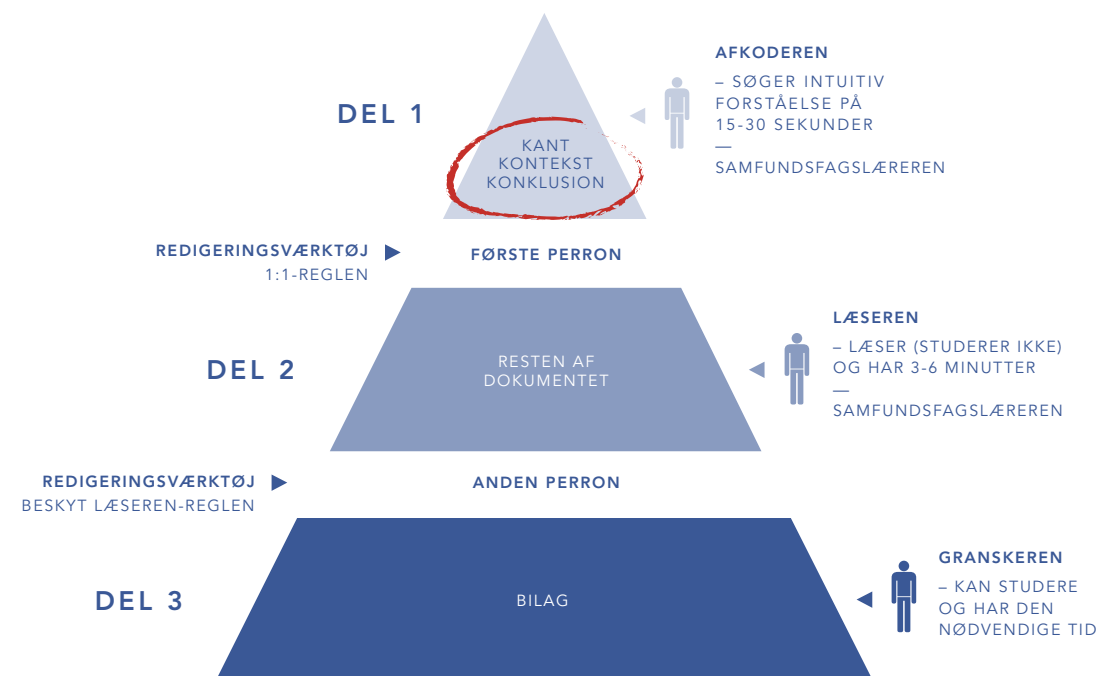 DEL 1
KANT
KONTEKST
KONKLUSION
AFKODEREN
– SØGER INTUITIV
FORSTÅELSE PÅ
15-30 SEKUNDER
—
SAMFUNDSFAGSLÆREREN
REDIGERINGSVÆRKTØJ
1:1-REGLEN
FØRSTE PERRON
DEL 2
RESTEN AF
DOKUMENTET
LÆSEREN
– LÆSER (STUDERER IKKE)
OG HAR 3-6 MINUTTER
—
SAMFUNDSFAGSLÆREREN
REDIGERINGSVÆRKTØJ
BESKYT LÆSEREN-REGLEN
ANDEN PERRON
DEL 3
BILAG
GRANSKEREN
– KAN STUDERE
OG HAR DEN
NØDVENDIGE TID